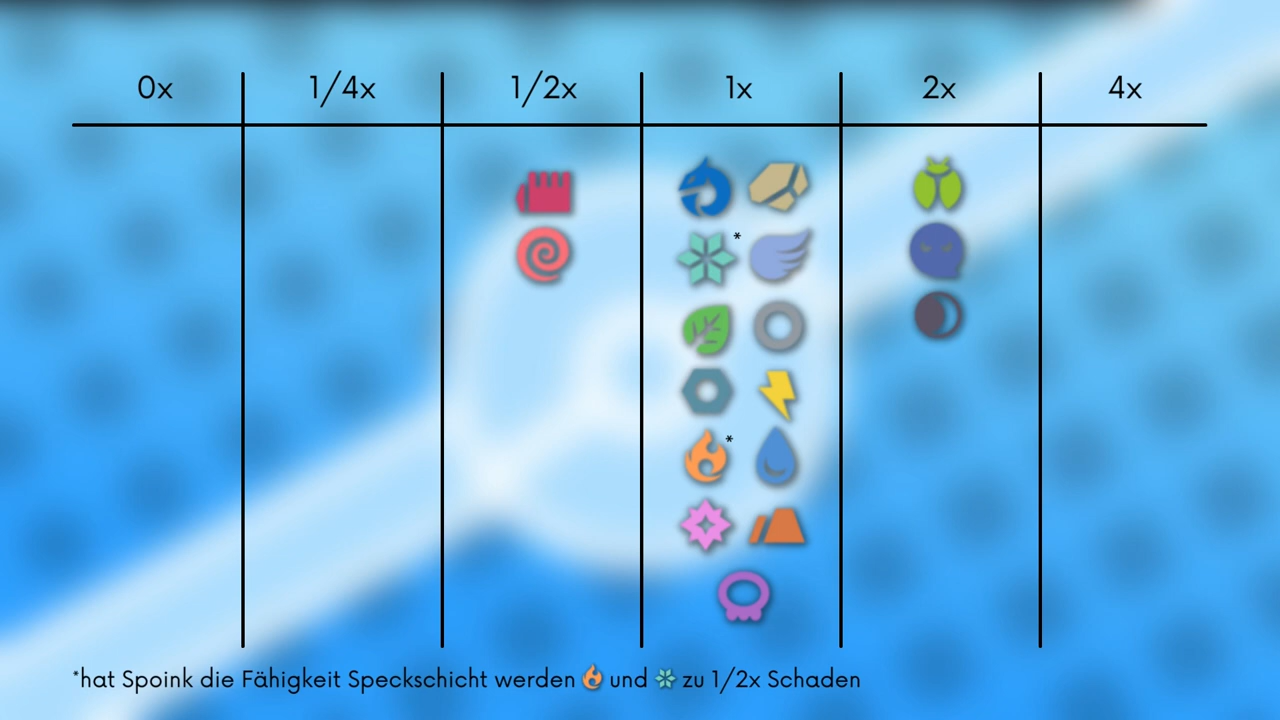 0x 1/4x 1/2x 1x 2x 4x
*
*
*hat Spoink die Fähigkeit Speckschicht werden und zu 1/2x Schaden